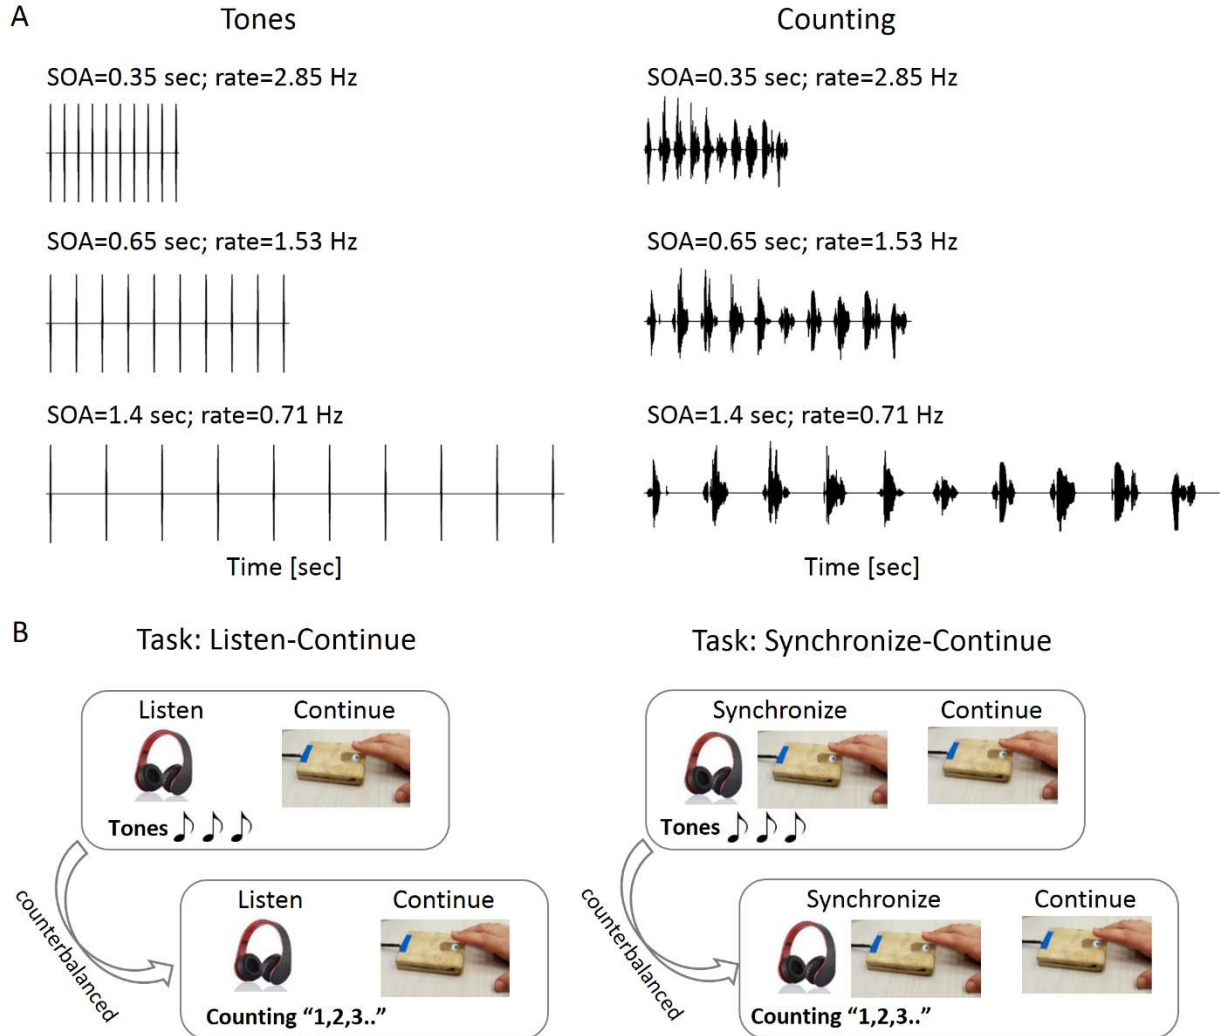 A
Tones
Counting
SOA=0.35 sec; rate=2.85 Hz
SOA=0.35 sec; rate=2.85 Hz
SOA=0.65 sec; rate=1.53 Hz
SOA=0.65 sec; rate=1.53 Hz
SOA=1.4 sec; rate=0.71 Hz
SOA=1.4 sec; rate=0.71 Hz
Time [sec]
Time [sec]
B
Task: Listen-Continue
Task: Synchronize-Continue
Listen
Continue
Synchronize
Continue
Tones
Tones
counterbalanced
counterbalanced
Listen
Continue
Synchronize
Continue
Counting “1,2,3..”
Counting “1,2,3..”